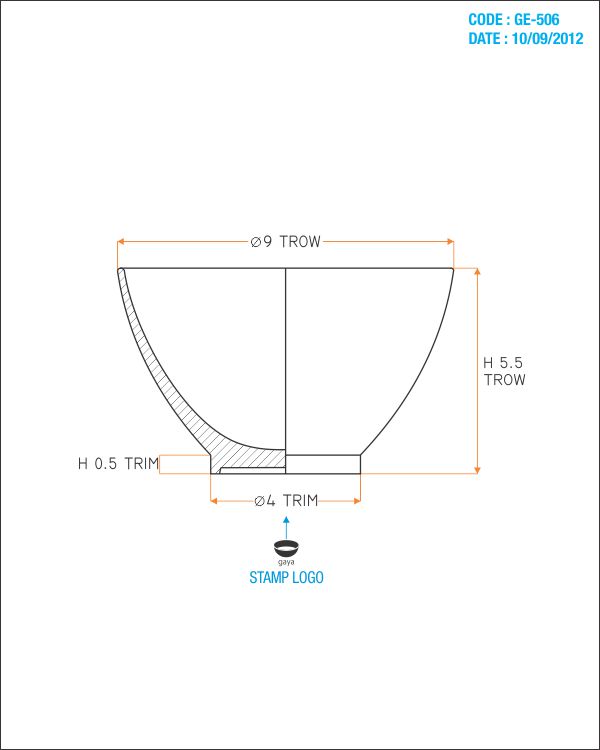 CODE : GE-506
DATE : 10/09/2012
⌀9 TROW
H 5.5
TROW
H 0.5 TRIM
⌀4 TRIM
gaya
STAMP LOGO